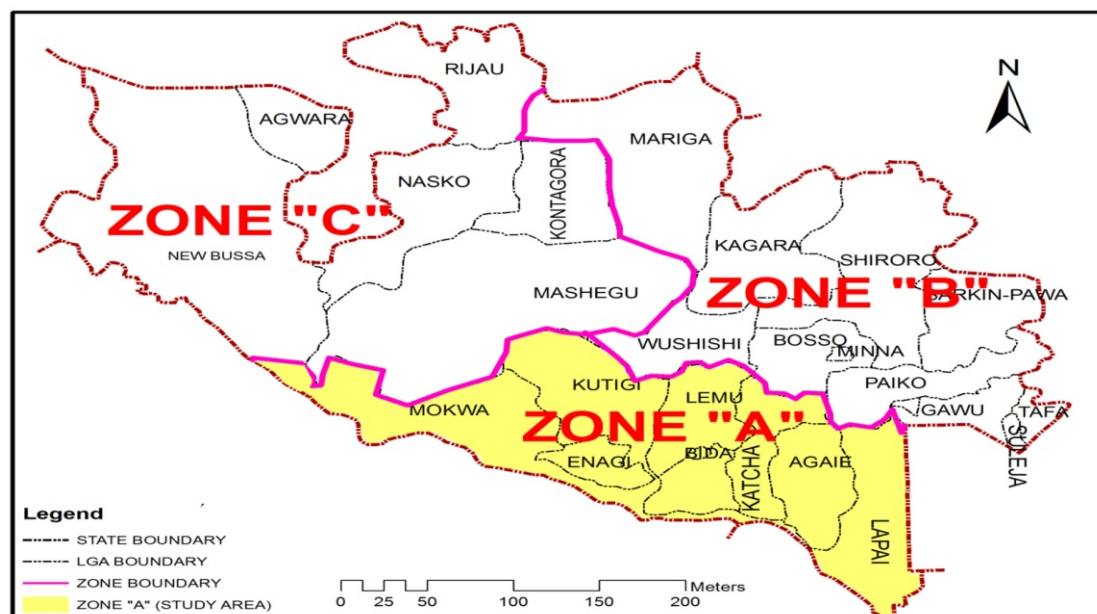 N
RIJAU
AGWARA
MARIGA
NASKO
KONTAGORA
ZONE "C"
NEW BUSSA
KAGARA
SHIRORO
ZONE "B"
SARKIN-PAWA
MASHEGU
WUSHISHI
BOSSO
MINNA
PAIKO
GAWU
TAFA
SULEJA
KUTIGI
LEMU
MOKWA
ZONE "A"
ENAGI
BIDA
KATCHA
AGAIE
LAPAI
Legend
STATE BOUNDARY
LGA BOUNDARY
ZONE BOUNDARY
ZONE "A" (STUDY AREA)
Meters
0 25 50 100 150 200